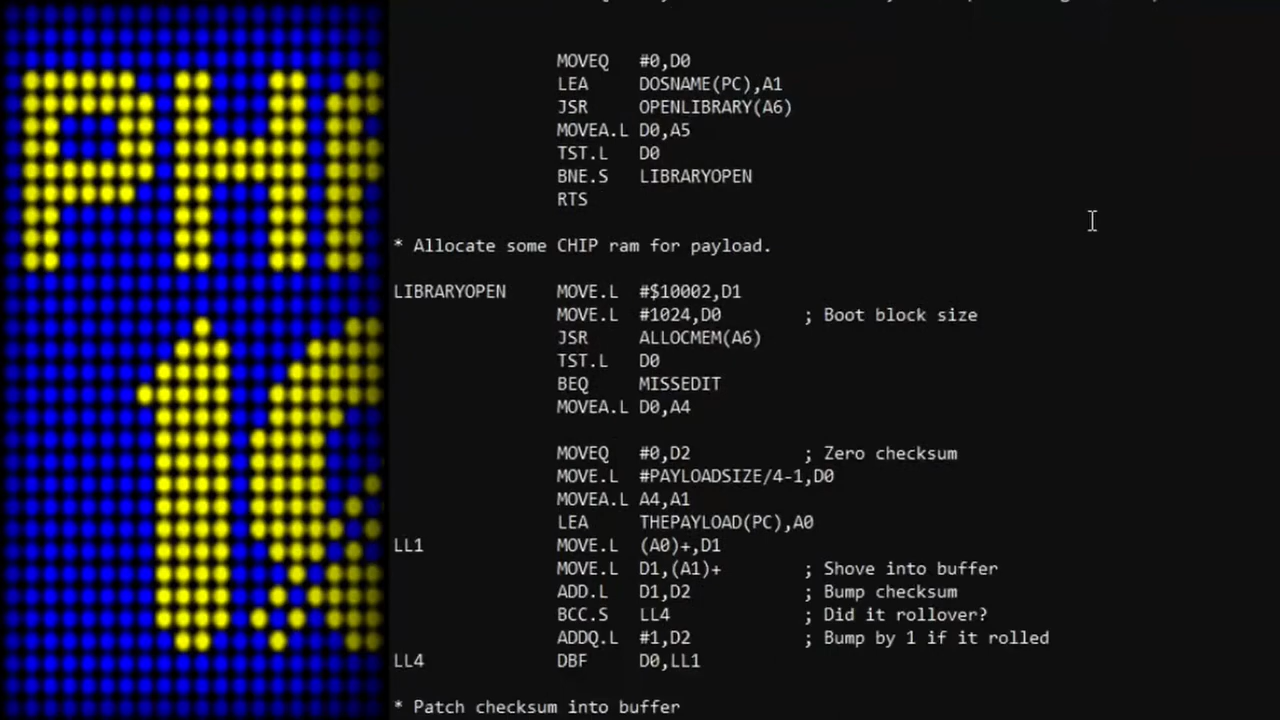 PH
MOVEQ #0,D0
LEA DOSNAME(PC),A1
JSR OPENLIBRARY(A6)
MOVEA.L D0,A5
TST.L D0
BNE.S LIBRARYOPEN
RTS
* Allocate some CHIP ram for payload.
LIBRARYOPEN MOVE.L #$10002,D1
MOVE.L #1024,D0 ; Boot block size
JSR ALLOCMEM(A6)
TST.L D0
BEQ MISSEDIT
MOVEA.L D0,A4
MOVEQ #0,D2 ; Zero checksum
MOVE.L #PAYLOADSIZE/4-1,D0
MOVEA.L A4,A1
LEA THEPAYLOAD(PC),A0
LL1 MOVE.L (A0)+,D1
MOVE.L D1,(A1)+ ; Shove into buffer
ADD.L D1,D2 ; Bump checksum
BCC.S LL4 ; Did it rollover?
ADDQ.L #1,D2 ; Bump by 1 if it rolled
LL4 DBF D0,LL1
* Patch checksum into buffer